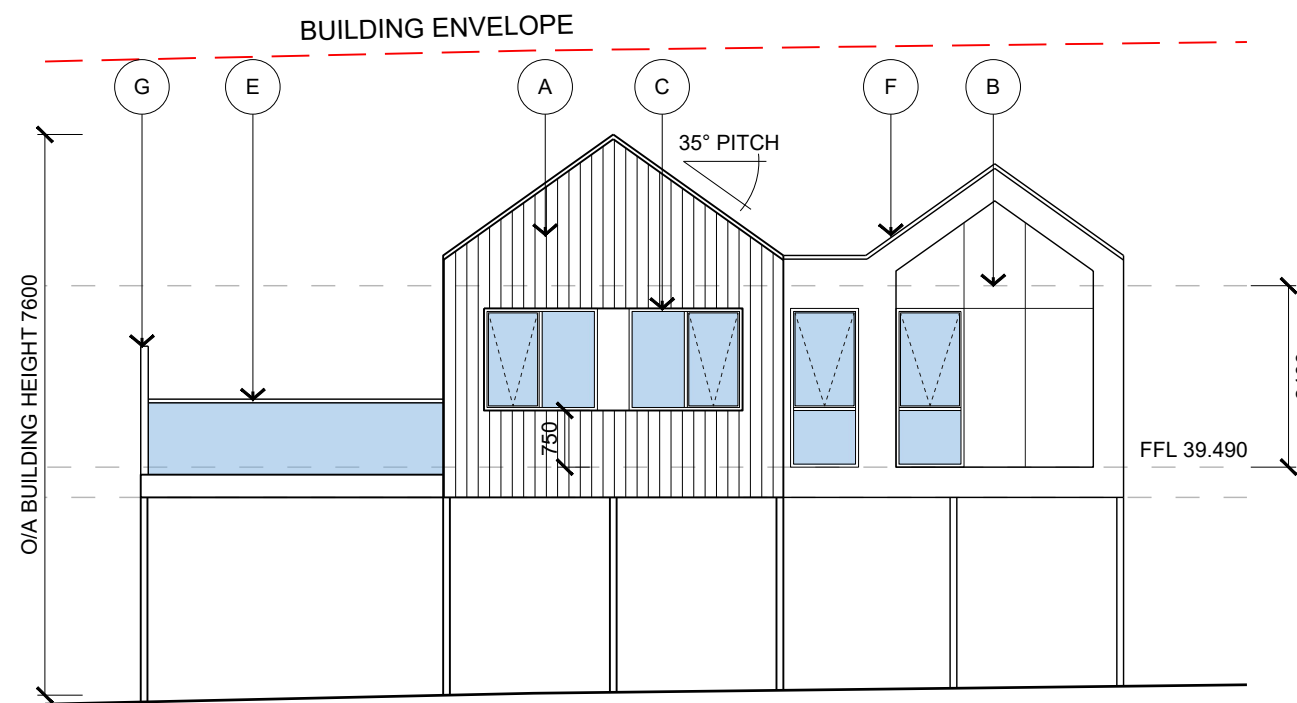 BUILDING ENVELOPE
G
E
A
C
F
B
35° PITCH
O/A BUILDING HEIGHT 7600
750
FFL 39.490